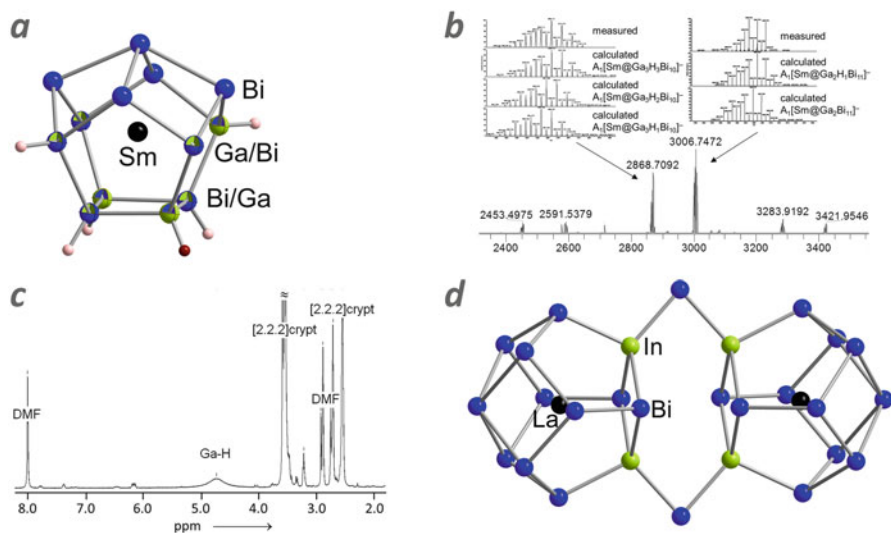 a
Bi
Sm
Ga/Bi
Bi/Ga
b
measured
calculated
A₁[Sm@Ga₃H₃Bi₁₀]⁻
calculated
A₁[Sm@Ga₃H₂Bi₁₀]⁻
calculated
A₁[Sm@Ga₃H₁Bi₁₀]⁻
measured
calculated
A₁[Sm@Ga₂H₁Bi₁₁]⁻
calculated
A₁[Sm@Ga₂Bi₁₁]⁻
3006.7472
2868.7092
2453.4975 2591.5379
3283.9192
3421.9546
2400 2600 2800 3000 3200 3400
c
[2.2.2]crypt
[2.2.2]crypt
DMF
DMF
Ga-H
8.0 7.0 6.0 5.0 4.0 3.0 2.0
ppm
d
In
La
Bi